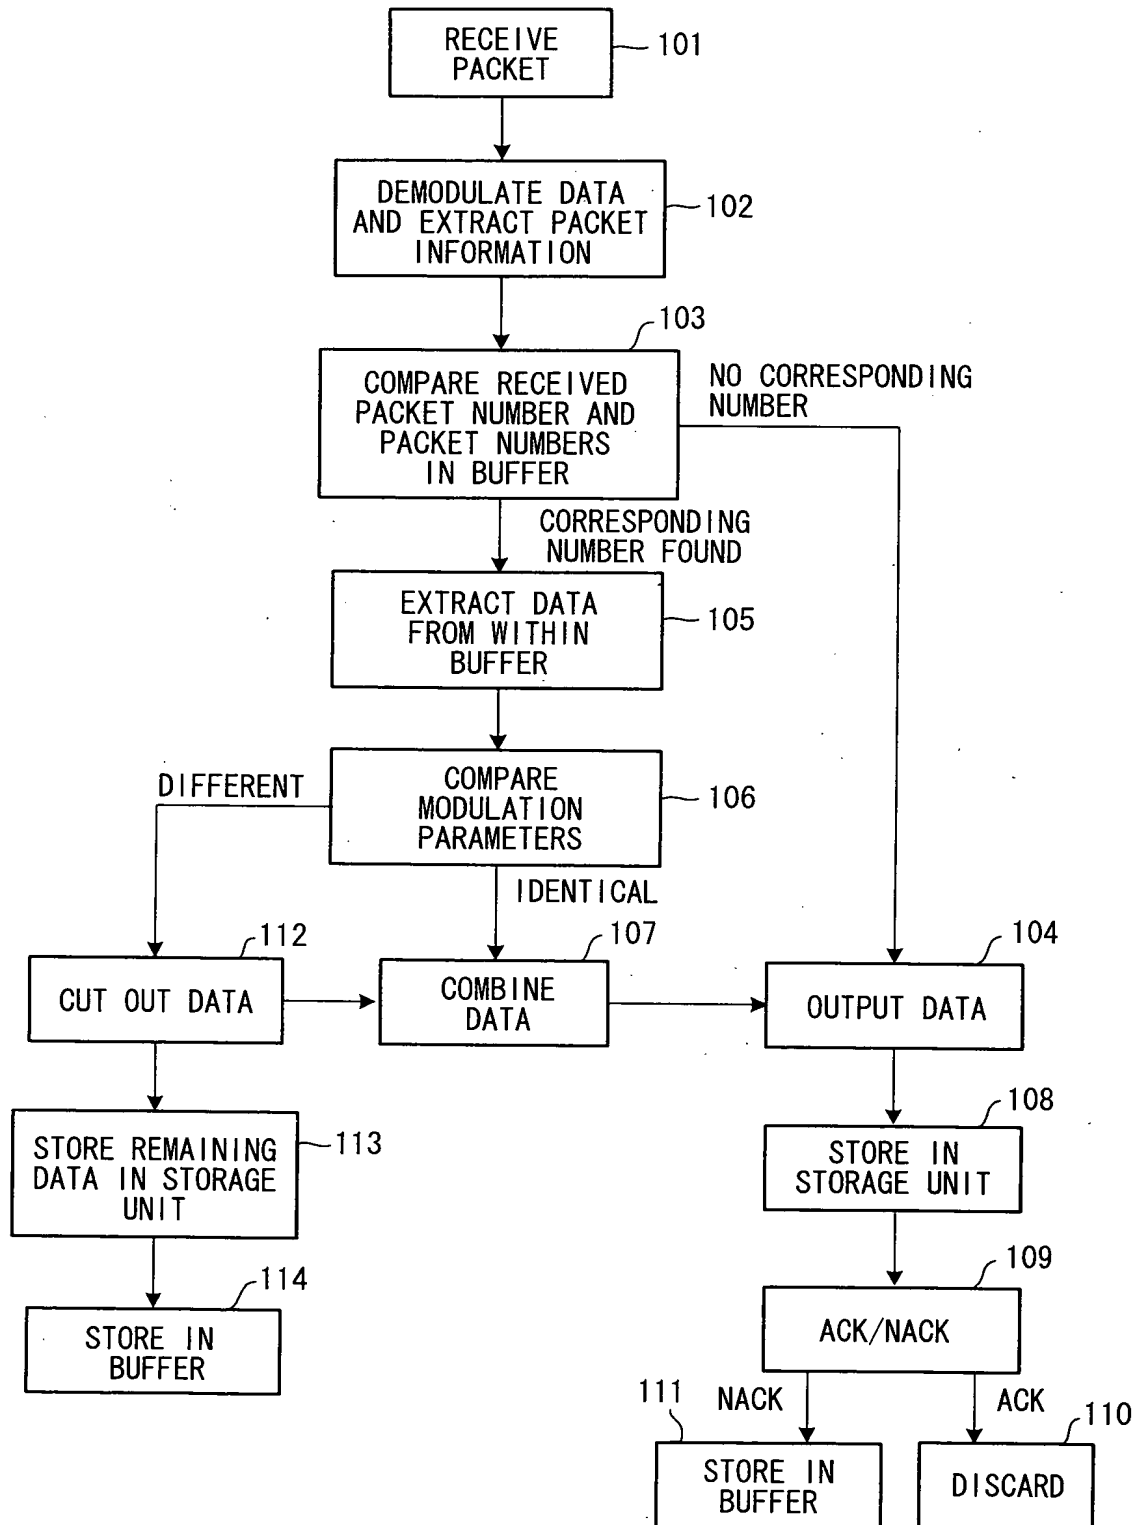 RECEIVE
PACKET
101
DEMODULATE DATA
AND EXTRACT PACKET
INFORMATION
102
103
COMPARE RECEIVED
PACKET NUMBER AND
PACKET NUMBERS
IN BUFFER
NO CORRESPONDING
NUMBER
CORRESPONDING
NUMBER FOUND
EXTRACT DATA
FROM WITHIN
BUFFER
105
DIFFERENT
COMPARE
MODULATION
PARAMETERS
106
IDENTICAL
112
CUT OUT DATA
107
COMBINE
DATA
104
OUTPUT DATA
STORE REMAINING
DATA IN STORAGE
UNIT
113
108
STORE IN
STORAGE UNIT
114
STORE IN
BUFFER
109
ACK/NACK
NACK
ACK
111
STORE IN
BUFFER
110
DISCARD